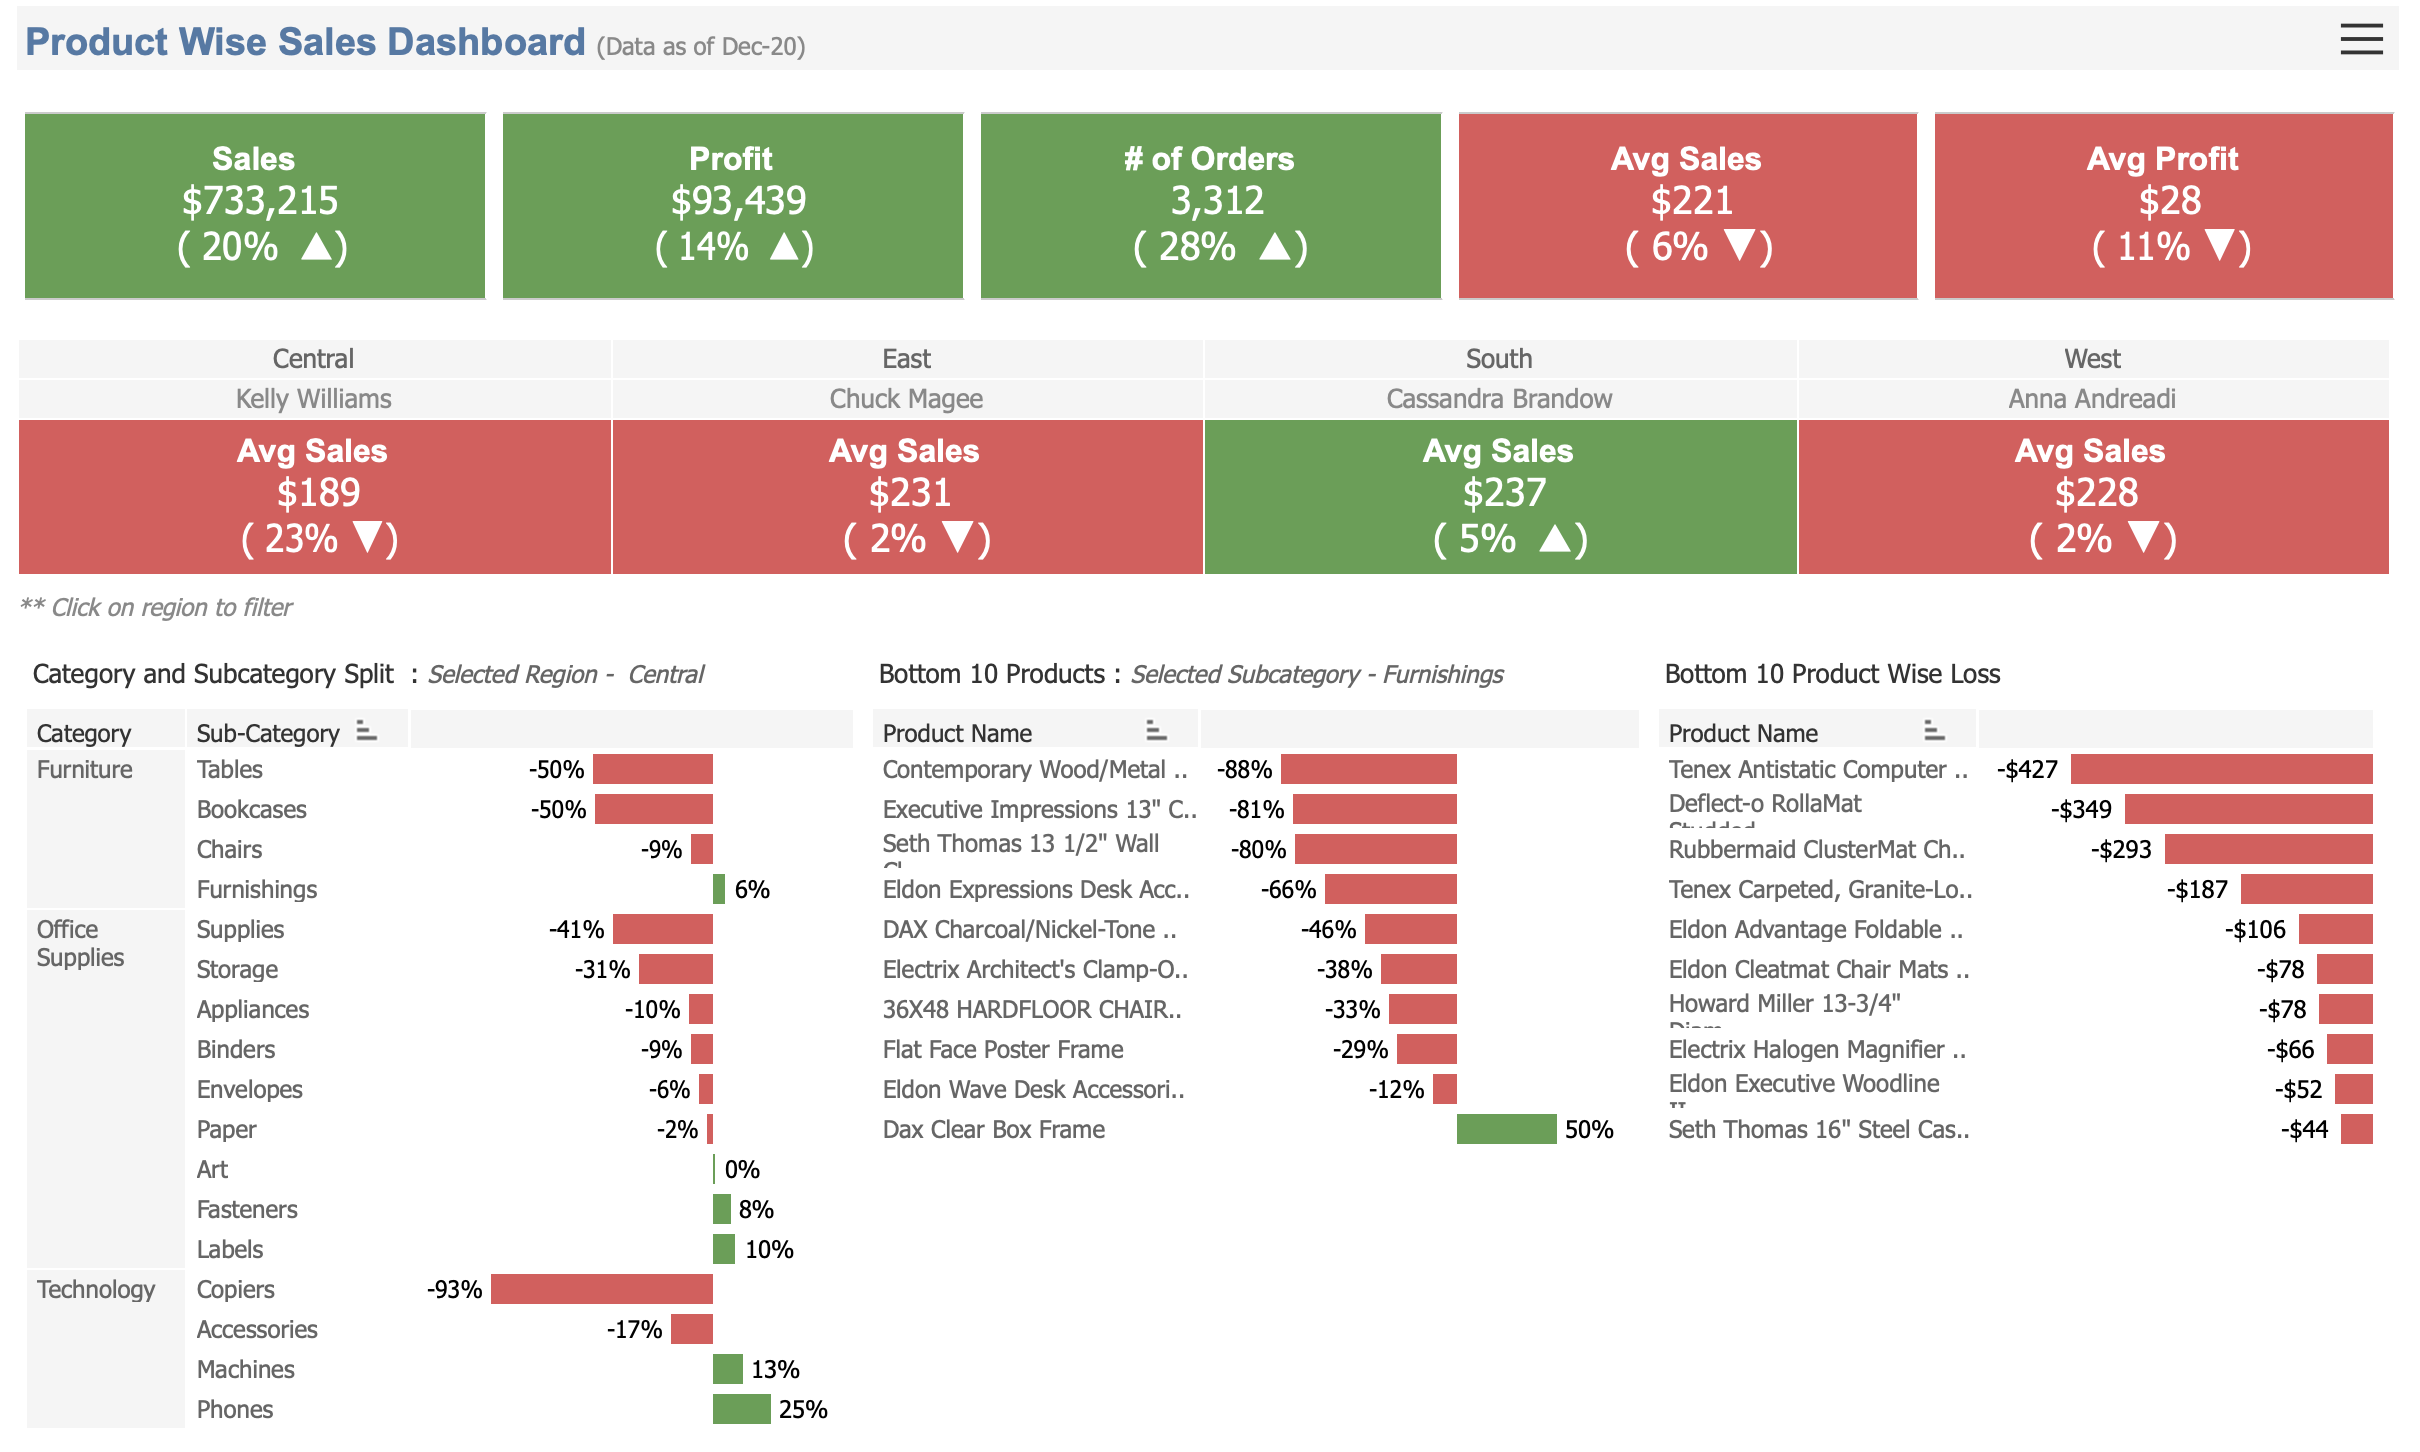 Product Wise Sales Dashboard (Data as of Dec-20)
Sales
$733,215
( 20% ▲)
Profit
$93,439
( 14% ▲)
# of Orders
3,312
( 28% ▲)
Avg Sales
$221
( 6% ▼)
Avg Profit
$28
( 11% ▼)
Central
East
South
West
Kelly Williams
Chuck Magee
Cassandra Brandow
Anna Andreadi
Avg Sales
$189
( 23% ▼)
Avg Sales
$231
( 2% ▼)
Avg Sales
$237
( 5% ▲)
Avg Sales
$228
( 2% ▼)
** Click on region to filter
Category and Subcategory Split : Selected Region - Central
Category Sub-Category
Furniture
Tables -50%
Bookcases -50%
Chairs -9%
Furnishings 6%
Office
Supplies
Supplies -41%
Storage -31%
Appliances -10%
Binders -9%
Envelopes -6%
Paper -2%
Art 0%
Fasteners 8%
Labels 10%
Technology
Copiers -93%
Accessories -17%
Machines 13%
Phones 25%
Bottom 10 Products : Selected Subcategory - Furnishings
Product Name
Contemporary Wood/Metal .. -88%
Executive Impressions 13" C.. -81%
Seth Thomas 13 1/2" Wall -80%
Eldon Expressions Desk Acc.. -66%
DAX Charcoal/Nickel-Tone .. -46%
Electrix Architect's Clamp-O.. -38%
36X48 HARDFLOOR CHAIR.. -33%
Flat Face Poster Frame -29%
Eldon Wave Desk Accessori.. -12%
Dax Clear Box Frame 50%
Bottom 10 Product Wise Loss
Product Name
Tenex Antistatic Computer .. -$427
Deflect-o RollaMat -$349
Rubbermaid ClusterMat Ch.. -$293
Tenex Carpeted, Granite-Lo.. -$187
Eldon Advantage Foldable .. -$106
Eldon Cleatmat Chair Mats .. -$78
Howard Miller 13-3/4" -$78
Electrix Halogen Magnifier .. -$66
Eldon Executive Woodline -$52
Seth Thomas 16" Steel Cas.. -$44